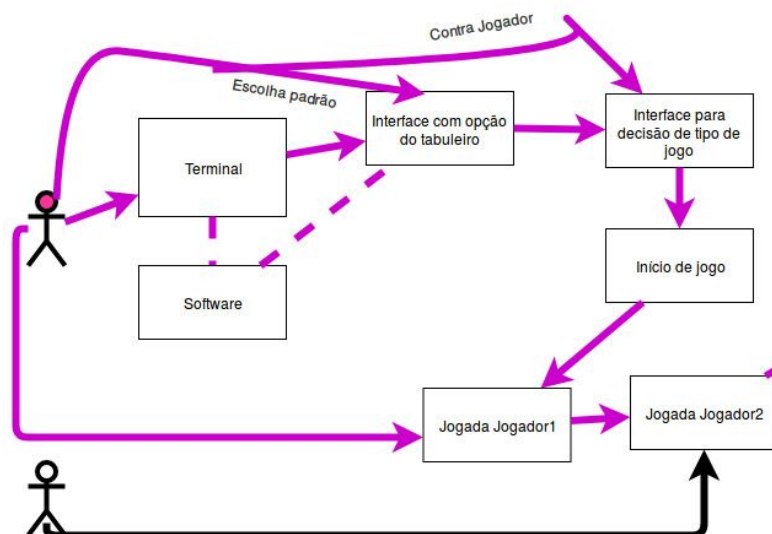 Contra Jogador
Escolha padrão
Interface com opção
do tabuleiro
Interface para
decisão de tipo de
jogo
Terminal
Software
Início de jogo
Jogada Jogador1
Jogada Jogador2